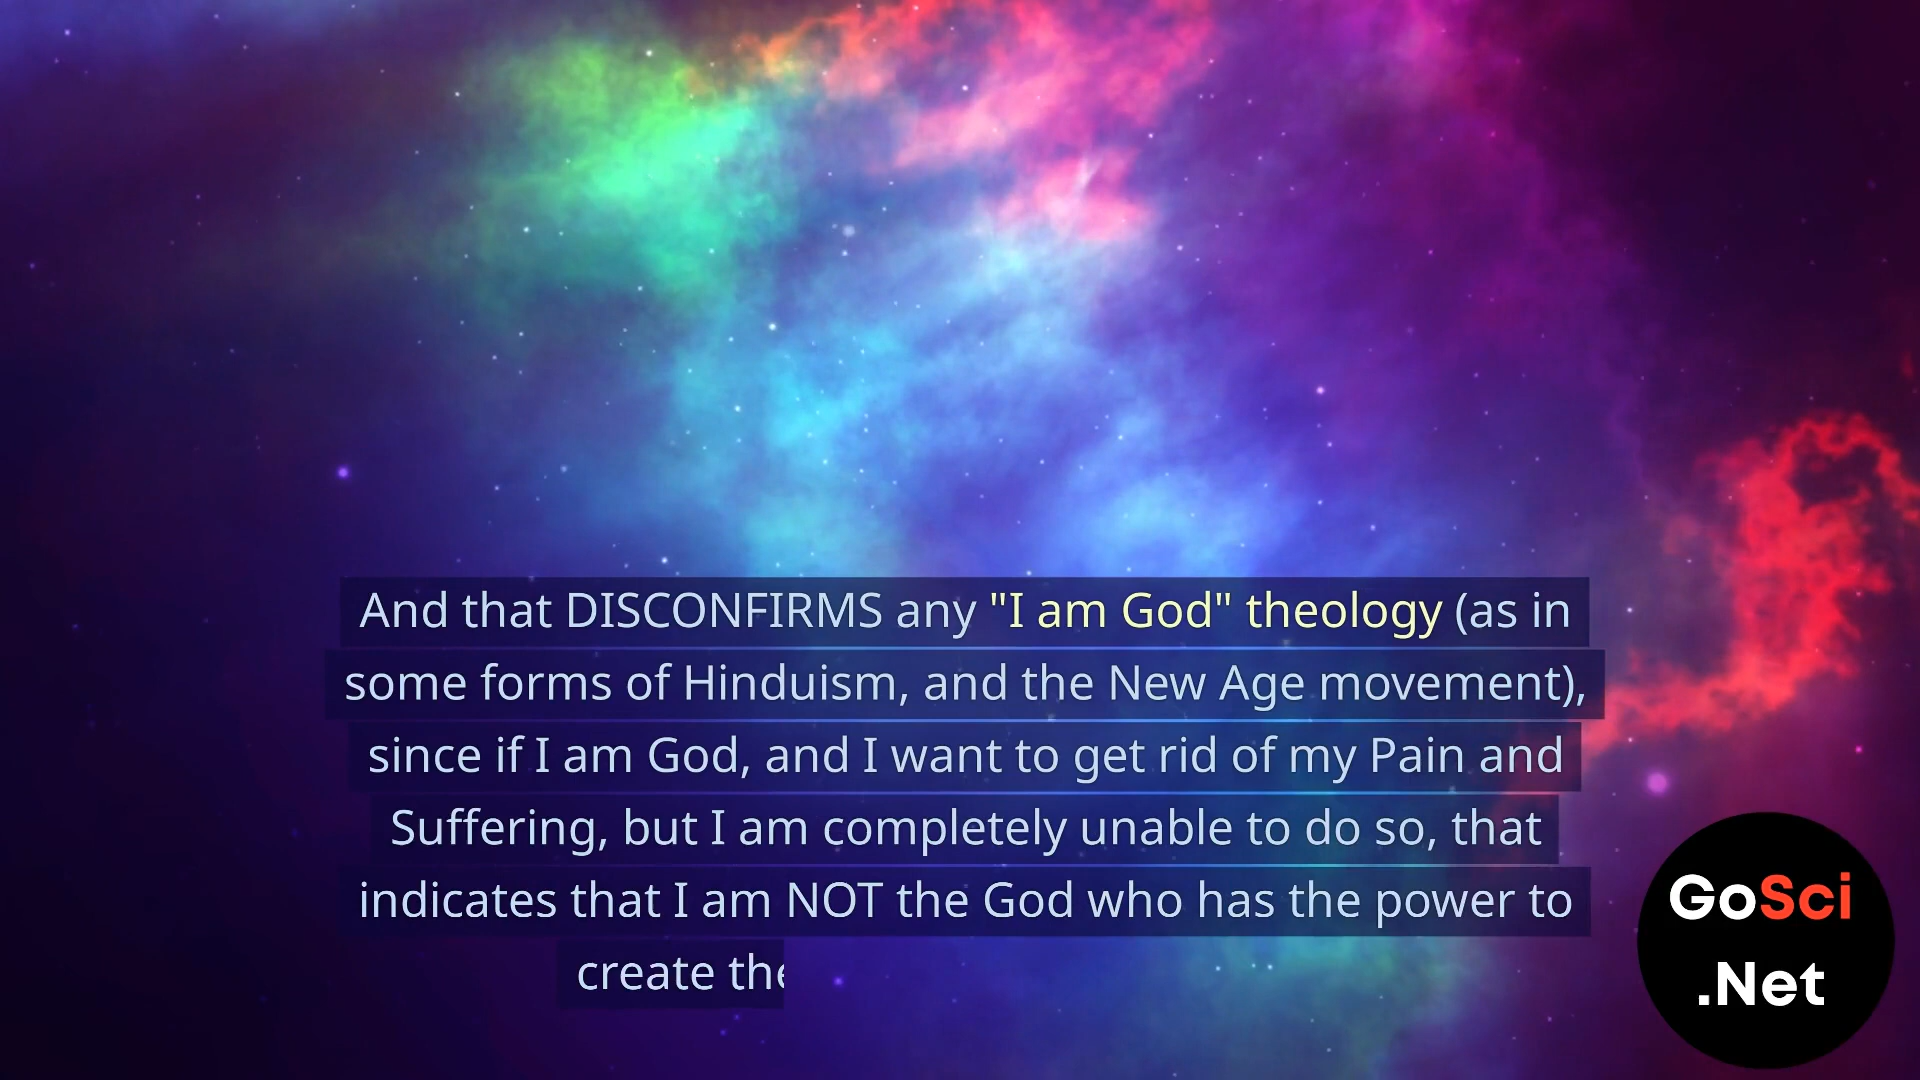 And that DISCONFIRMS any "I am God" theology (as in
some forms of Hinduism, and the New Age movement),
since if I am God, and I want to get rid of my Pain and
Suffering, but I am completely unable to do so, that
indicates that I am NOT the God who has the power to
create the
GoSci
.Net